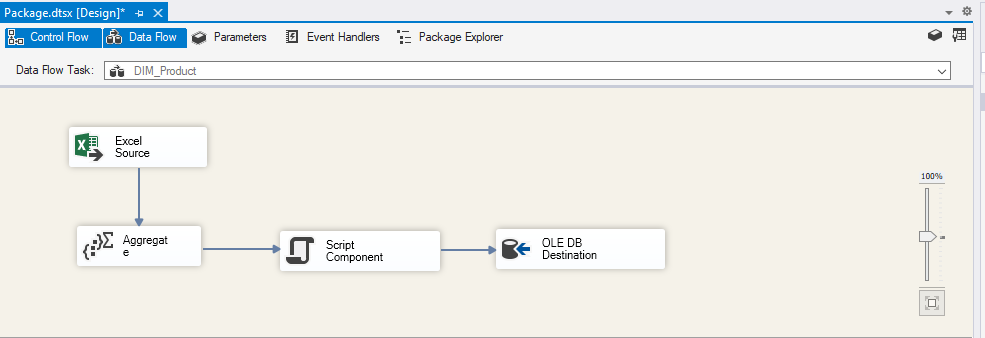 Package.dtsx [Design]*
Control Flow Data Flow Parameters Event Handlers Package Explorer
Data Flow Task: DIM_Product
Excel
Source
100%
Aggregat
e
Script
Component
OLE DB
Destination